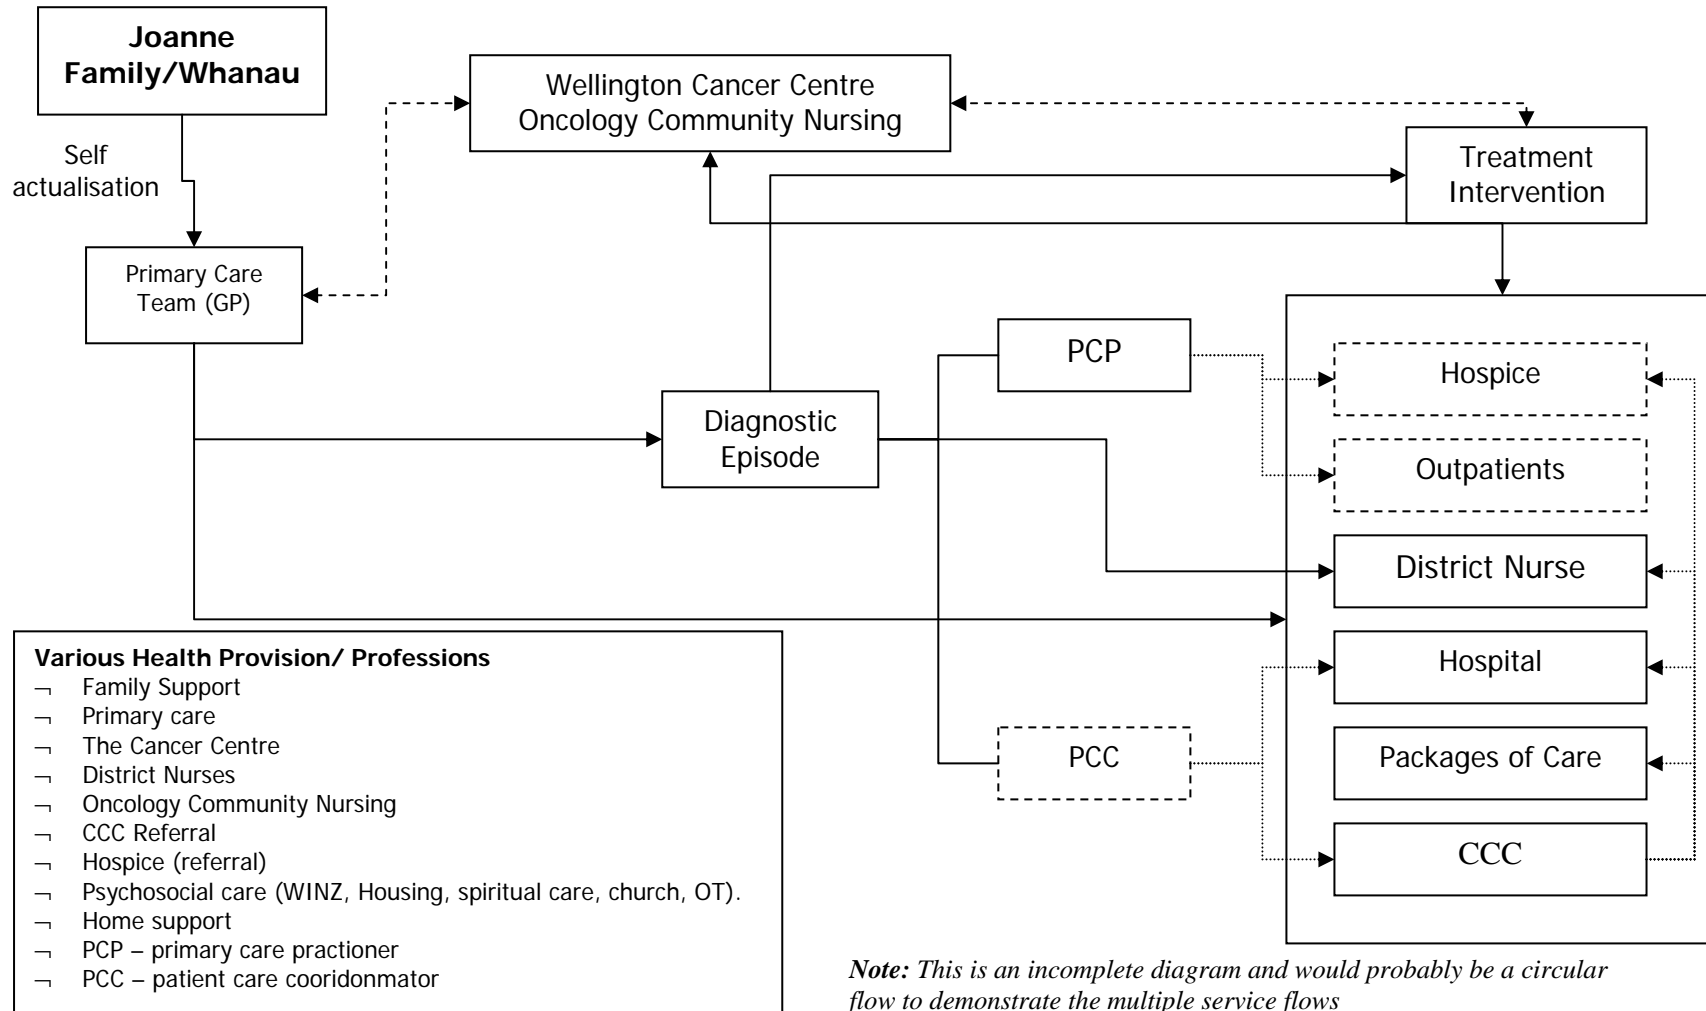 Joanne
Family/Whanau
Wellington Cancer Centre
Oncology Community Nursing
Self
actualisation
Treatment
Intervention
Primary Care
Team (GP)
PCP
Hospice
Diagnostic
Episode
Outpatients
District Nurse
Hospital
PCC
Packages of Care
CCC
Various Health Provision/ Professions
¬ Family Support
¬ Primary care
¬ The Cancer Centre
¬ District Nurses
¬ Oncology Community Nursing
¬ CCC Referral
¬ Hospice (referral)
¬ Psychosocial care (WINZ, Housing, spiritual care, church, OT).
¬ Home support
¬ PCP – primary care practioner
¬ PCC – patient care cooridonmator
Note: This is an incomplete diagram and would probably be a circular
flow to demonstrate the multiple service flows